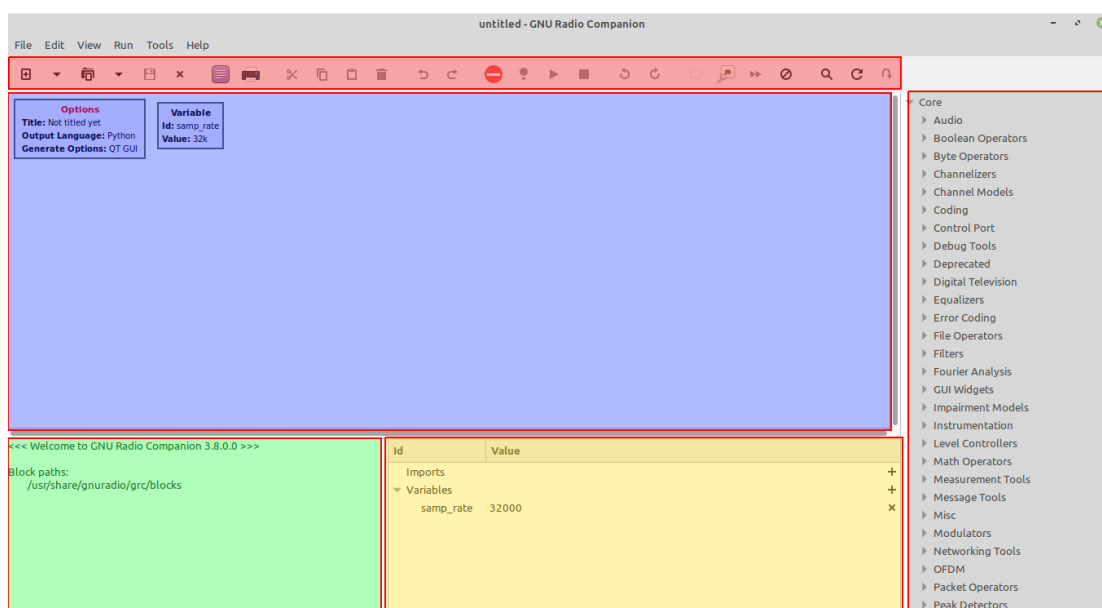 untitled - GNU Radio Companion
File Edit View Run Tools Help
Options
Title: Not titled yet
Output Language: Python
Generate Options: QT GUI
Variable
Id: samp_rate
Value: 32k
<<< Welcome to GNU Radio Companion 3.8.0.0 >>>
Block paths:
/usr/share/gnuradio/grc/blocks
Id Value
Imports
Variables
samp_rate 32000
Core
Audio
Boolean Operators
Byte Operators
Channelizers
Channel Models
Coding
Control Port
Debug Tools
Deprecated
Digital Television
Equalizers
Error Coding
File Operators
Filters
Fourier Analysis
GUI Widgets
Impairment Models
Instrumentation
Level Controllers
Math Operators
Measurement Tools
Message Tools
Misc
Modulators
Networking Tools
OFDM
Packet Operators
Peak Detectors